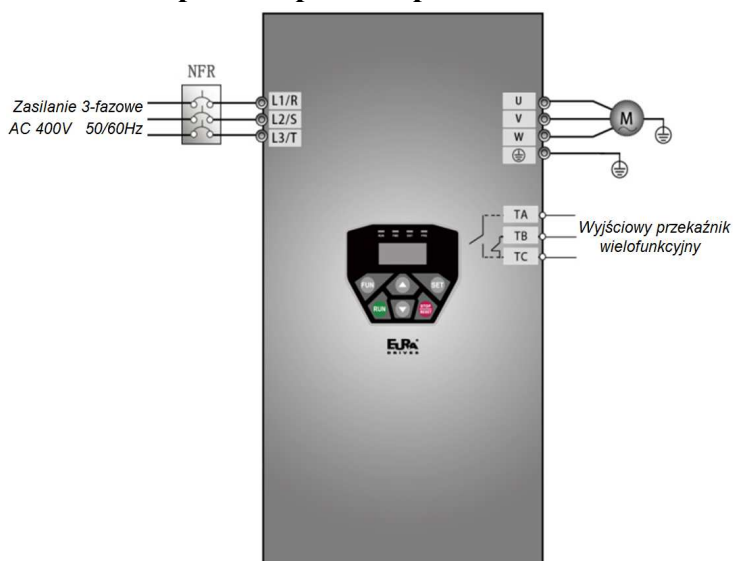 NFR
Zasilanie 3-fazowe
AC 400V 50/60Hz
L1/R
L2/S
L3/T
U
V
W
M
TA
TB
TC
Wyjściowy przekaźnik
wielofunkcyjny
FUN
SET
RUN
STOP
RESET
EURA
DRIVES